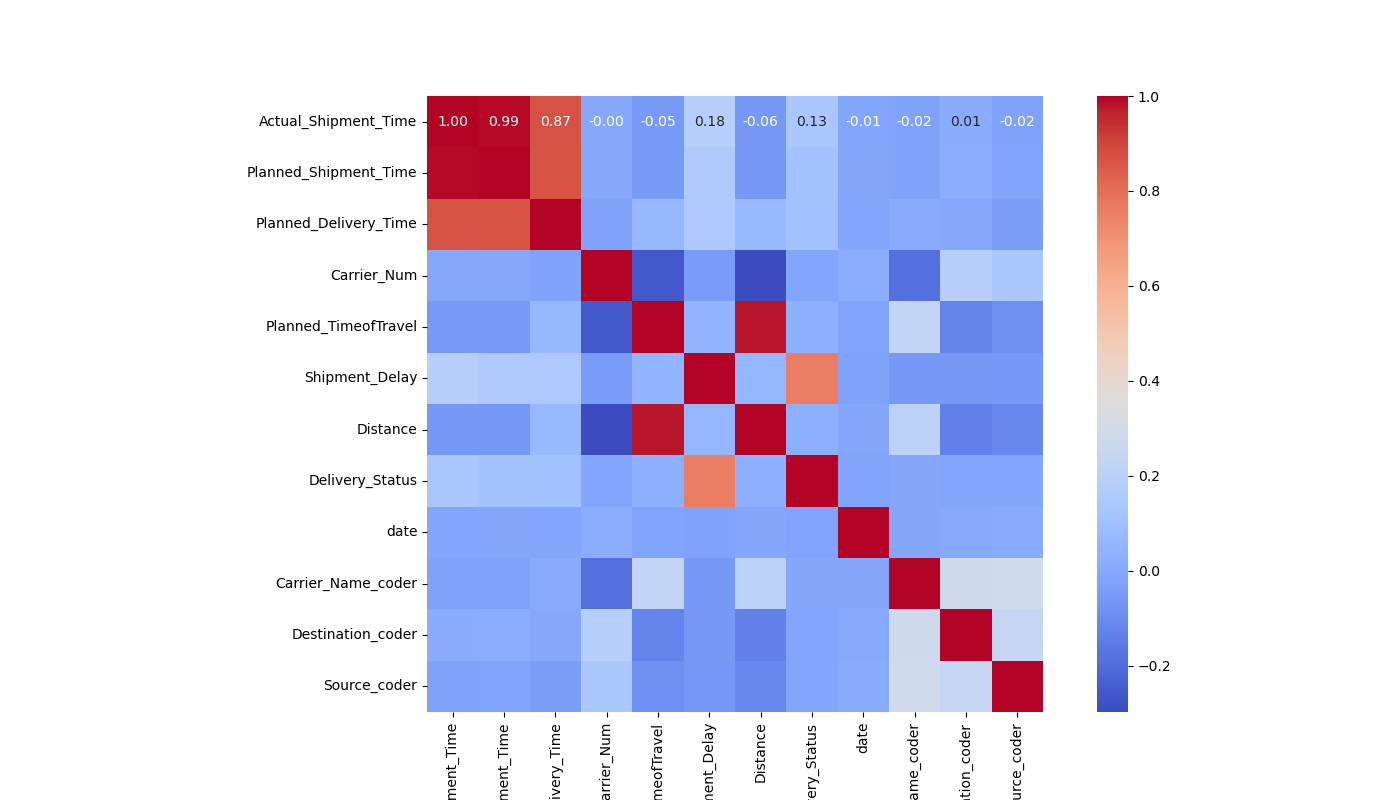 Actual_Shipment_Time 1.00 0.99 0.87 -0.00 -0.05 0.18 -0.06 0.13 -0.01 -0.02 0.01 -0.02
Planned_Shipment_Time
Planned_Delivery_Time
Carrier_Num
Planned_TimeofTravel
Shipment_Delay
Distance
Delivery_Status
date
Carrier_Name_coder
Destination_coder
Source_coder
ment_Time
ment_Time
ivery_Time
arrier_Num
meofTravel
ment_Delay
Distance
ery_Status
date
ame_coder
ation_coder
urce_coder
1.0
0.8
0.6
0.4
0.2
0.0
−0.2